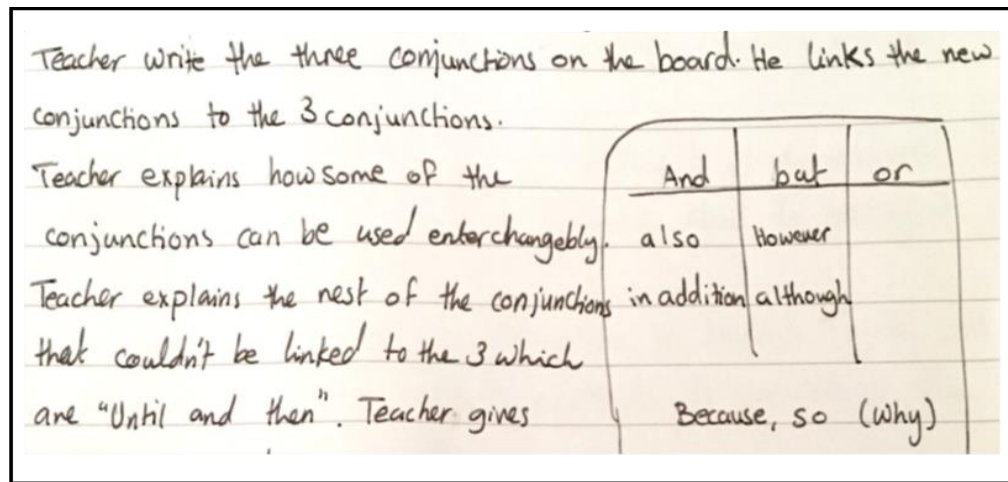 Teacher write the three conjunctions on the board. He links the new
conjunctions to the 3 conjunctions.
Teacher explains how some of the
conjunctions can be used enterchangebly.
Teacher explains the rest of the conjunctions
that couldn't be linked to the 3 which
are "Until and then". Teacher gives
And but or
also However
in addition although
Because, so (why)